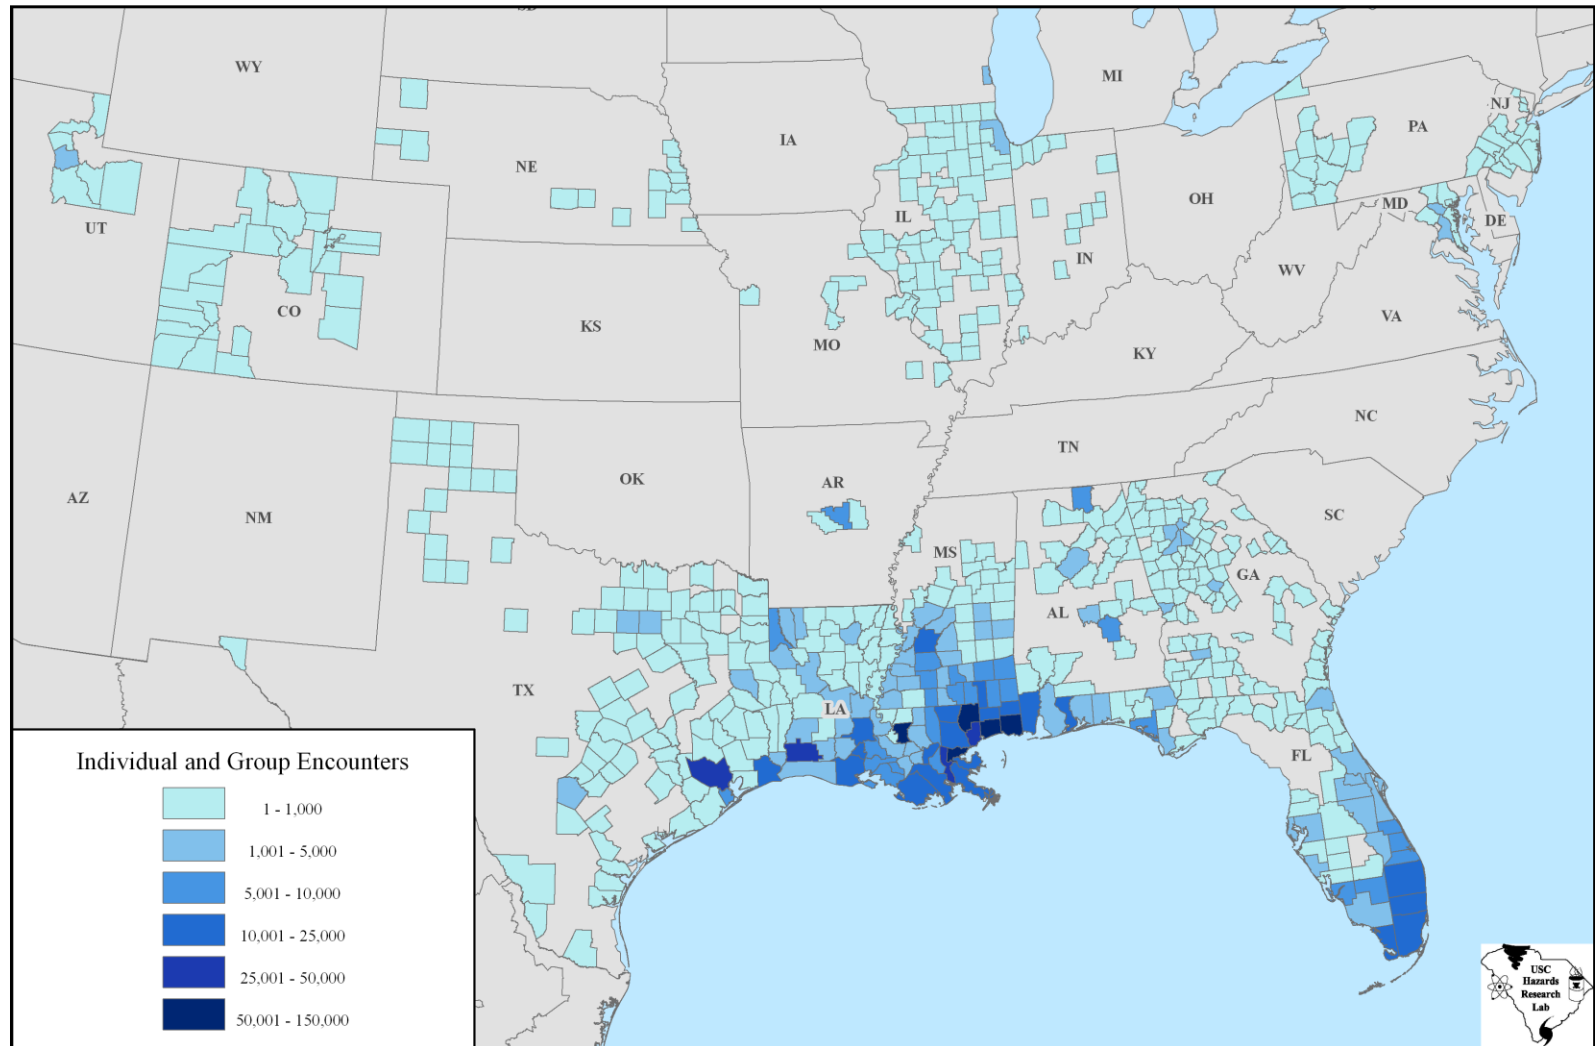 SD
WY
MI
NJ
PA
IA
NE
OH
IL
MD
DE
UT
IN
WV
CO
VA
KS
MO
KY
NC
TN
OK
AR
AZ
NM
SC
MS
GA
AL
TX
LA
FL
Individual and Group Encounters
1 - 1,000
1,001 - 5,000
5,001 - 10,000
10,001 - 25,000
25,001 - 50,000
50,001 - 150,000
USC
Hazards
Research
Lab